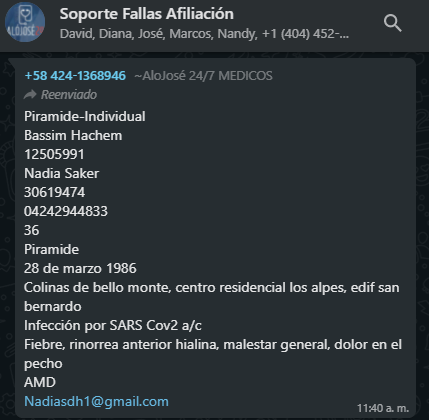 Soporte Fallas Afiliación
David, Diana, José, Marcos, Nandy, +1 (404) 452-...
+58 424-1368946 ~AloJosé 24/7 MEDICOS
Reenviado
Piramide-Individual
Bassim Hachem
12505991
Nadia Saker
30619474
04242944833
36
Piramide
28 de marzo 1986
Colinas de bello monte, centro residencial los alpes, edif san
bernardo
Infección por SARS Cov2 a/c
Fiebre, rinorrea anterior hialina, malestar general, dolor en el
pecho
AMD
Nadiasdh1@gmail.com
11:40 a. m.